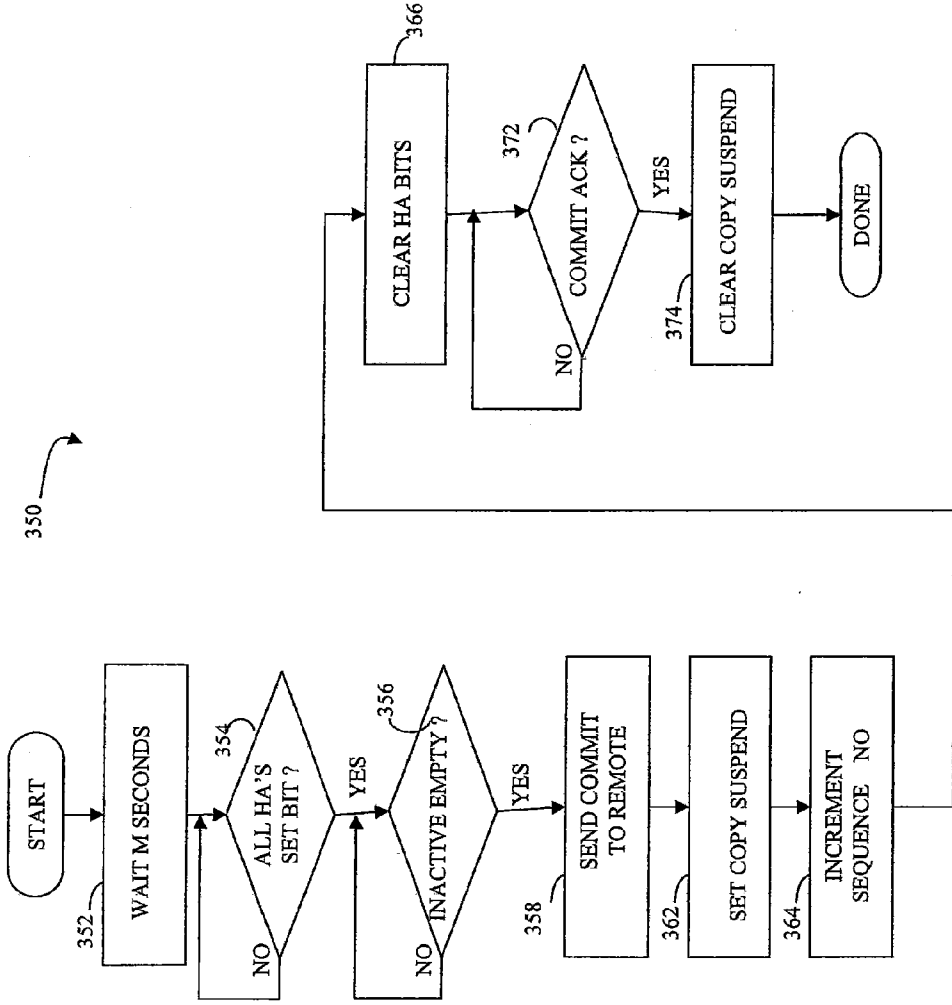 350
START
352
WAIT M SECONDS
354
ALL HA'S
SET BIT ?
NO
YES
356
INACTIVE EMPTY ?
NO
YES
358
SEND COMMIT
TO REMOTE
362
SET COPY SUSPEND
364
INCREMENT
SEQUENCE NO
366
CLEAR HA BITS
372
COMMIT ACK ?
NO
YES
374
CLEAR COPY SUSPEND
DONE